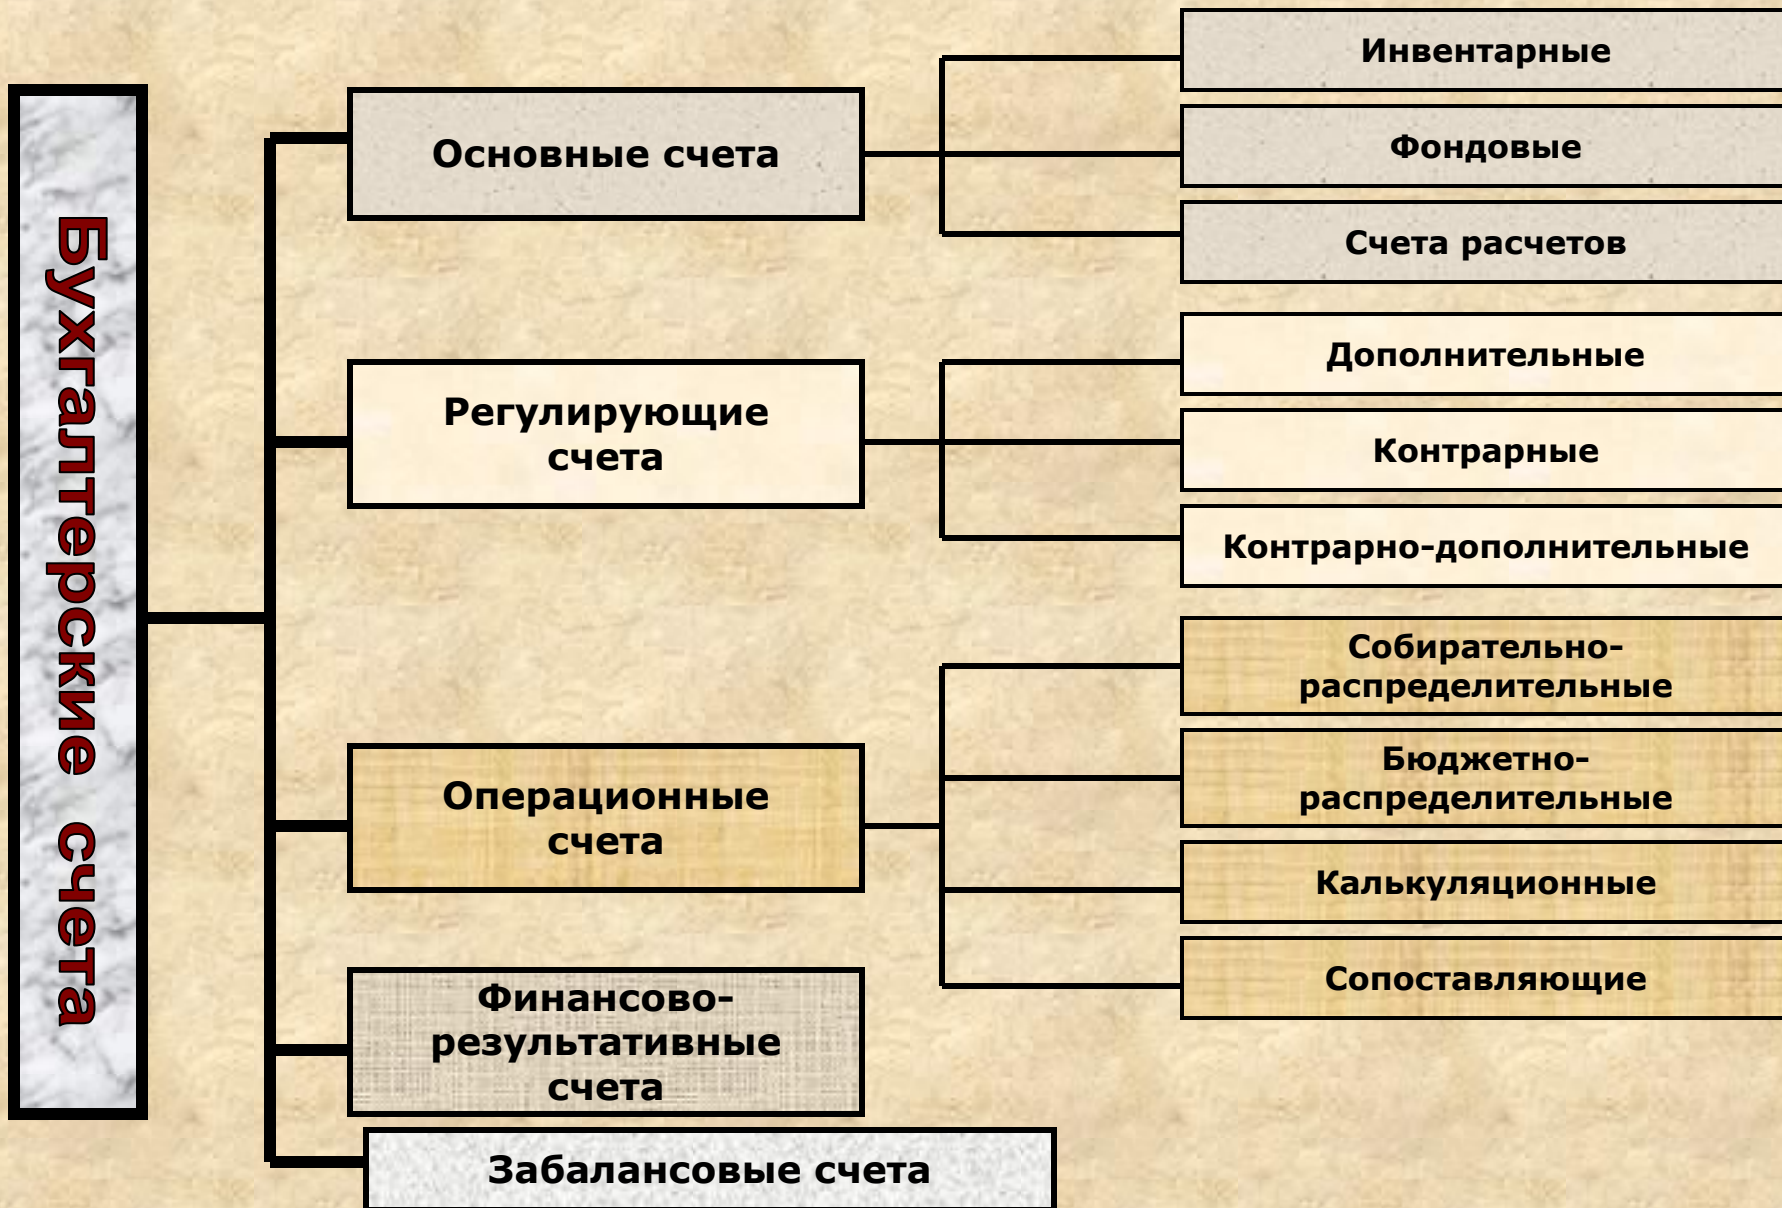 Бухгалтерские счета
Основные счета
Инвентарные
Фондовые
Счета расчетов
Регулирующие
счета
Дополнительные
Контрарные
Контрарно-дополнительные
Операционные
счета
Собирательно-
распределительные
Бюджетно-
распределительные
Калькуляционные
Сопоставляющие
Финансово-
результативные
счета
Забалансовые счета